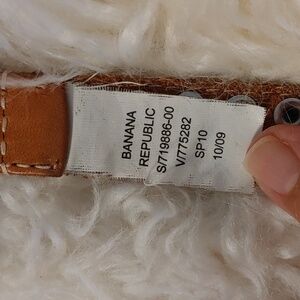 BANANA
REPUBLIC
S/719886-00
V/775282
SP10
10/09